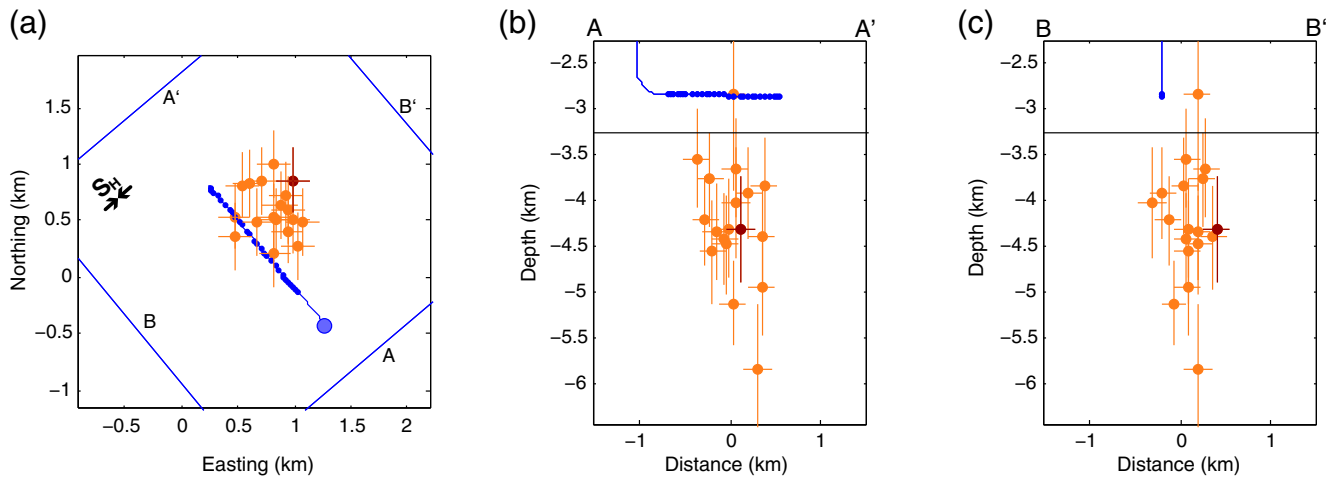 (a)
A‘
B‘
SH
B
A
1.5
1
0.5
0
−0.5
−1
Northing (km)
−0.5 0 0.5 1 1.5 2
Easting (km)
(b)
A A’
−2.5
−3
−3.5
−4
−4.5
−5
−5.5
−6
Depth (km)
−1 0 1
Distance (km)
(c)
B B‘
−2.5
−3
−3.5
−4
−4.5
−5
−5.5
−6
Depth (km)
−1 0 1
Distance (km)